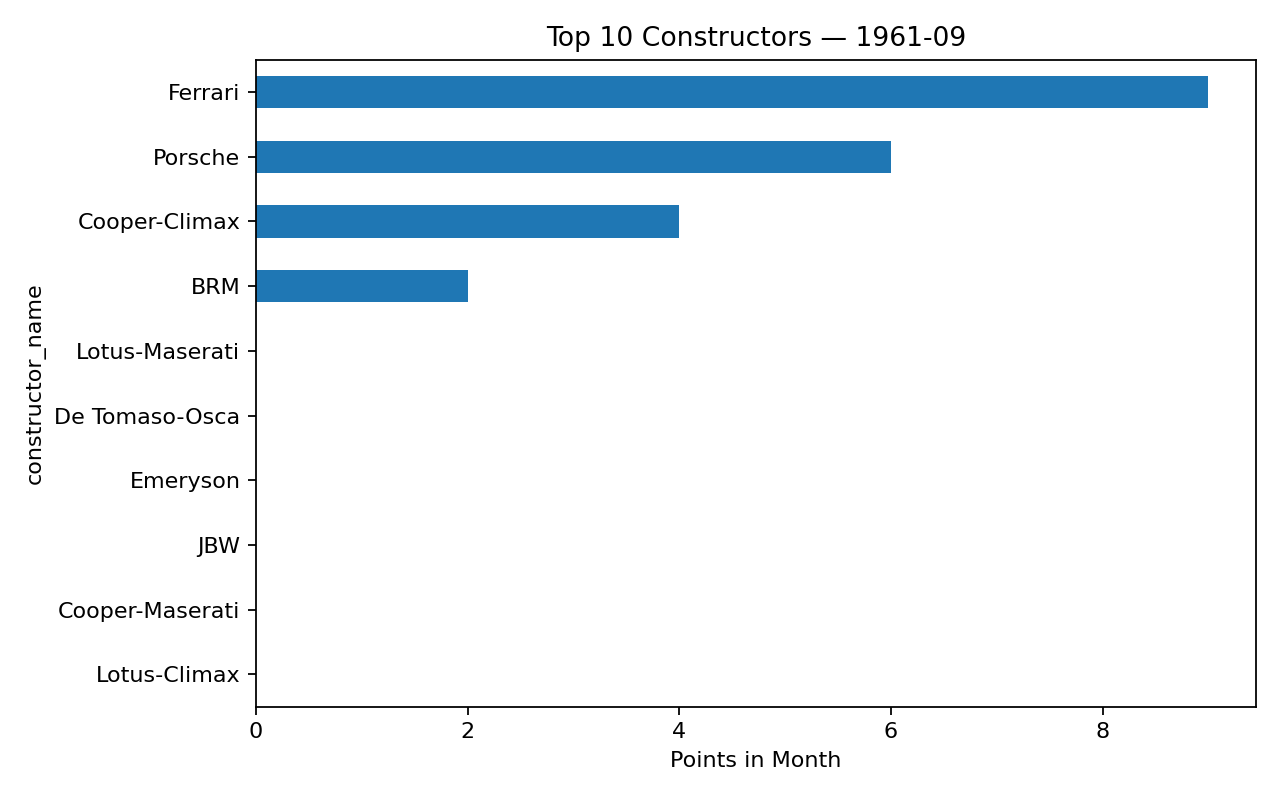 Top 10 Constructors — 1961-09
constructor_name
Ferrari
Porsche
Cooper-Climax
BRM
Lotus-Maserati
De Tomaso-Osca
Emeryson
JBW
Cooper-Maserati
Lotus-Climax
0 2 4 6 8
Points in Month